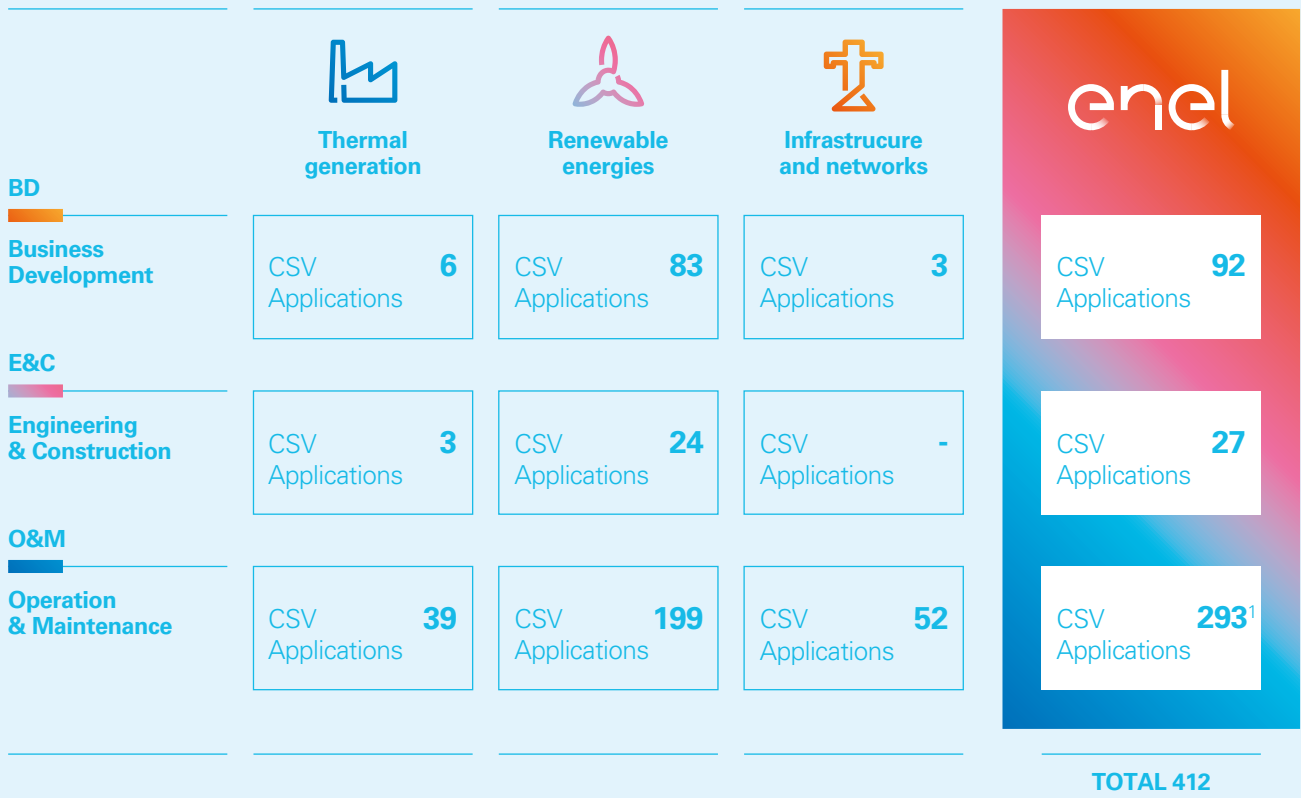 Thermal
generation
Renewable
energies
Infrastrucure
and networks
enel
BD
Business
Development
CSV 6
Applications
CSV 83
Applications
CSV 3
Applications
CSV 92
Applications
E&C
Engineering
& Construction
CSV 3
Applications
CSV 24
Applications
CSV -
Applications
CSV 27
Applications
O&M
Operation
& Maintenance
CSV 39
Applications
CSV 199
Applications
CSV 52
Applications
CSV 293¹
Applications
TOTAL 412